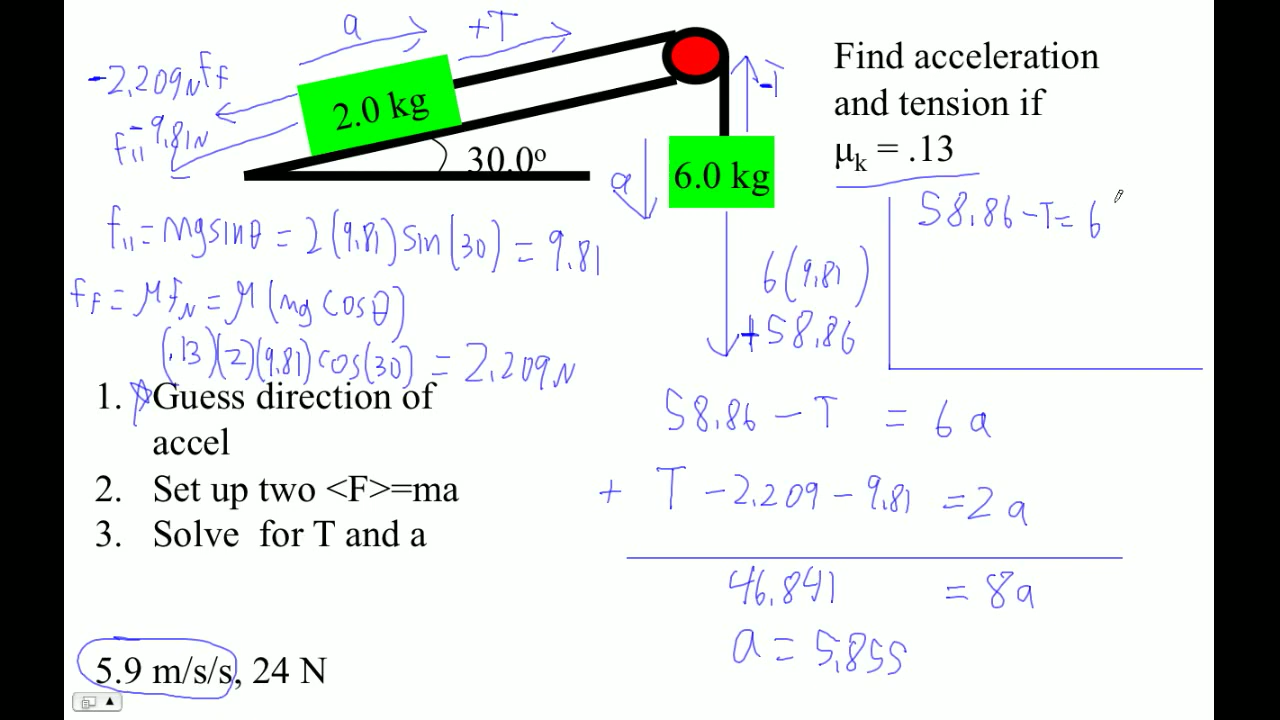 a
+T
-2.209N Ff
F॥ -9.81N
2.0 kg
30.0º
a
-T
6.0 kg
Find acceleration
and tension if
μk = .13
58.86 - T = 6
F॥ = mg sin θ = 2(9.81) sin(30) = 9.81
FF = μFN = μ(mg cos θ)
(.13)(2)(9.81) cos(30) = 2.209N
6(9.81)
+58.86
1. Guess direction of
accel
2. Set up two <F>=ma
3. Solve for T and a
58.86 - T = 6a
+ T - 2.209 - 9.81 = 2a
46.841 = 8a
a = 5.855
5.9 m/s/s, 24 N